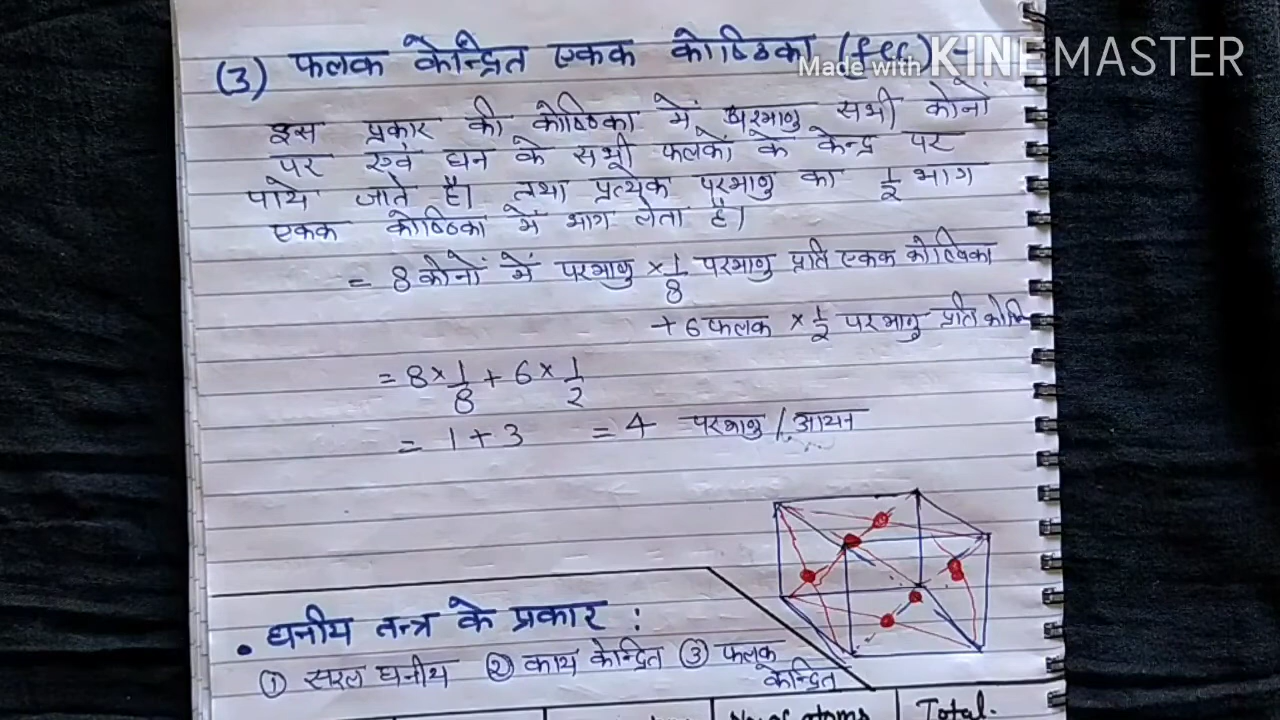 Made with KINEMASTER
(3) फलक केन्द्रित एकक कोष्ठिका (fcc) :-
इस प्रकार की कोष्ठिका में परमाणु सभी कोनों
पर एवं घन के सभी फलकों के केन्द्र पर
पाये जाते है। तथा प्रत्येक परमाणु का 1/2 भाग
एकक कोष्ठिका में भाग लेता है।
= 8 कोनों में परमाणु × 1/8 परमाणु प्रति एकक कोष्ठिका
+ 6 फलक × 1/2 परमाणु प्रति
= 8 × 1/8 + 6 × 1/2
= 1 + 3 = 4 परमाणु / आयन
• घनीय तन्त्र के प्रकार :
① सरल घनीय ② काय केन्द्रित ③ फलक
केन्द्रित
No. of atoms Total.